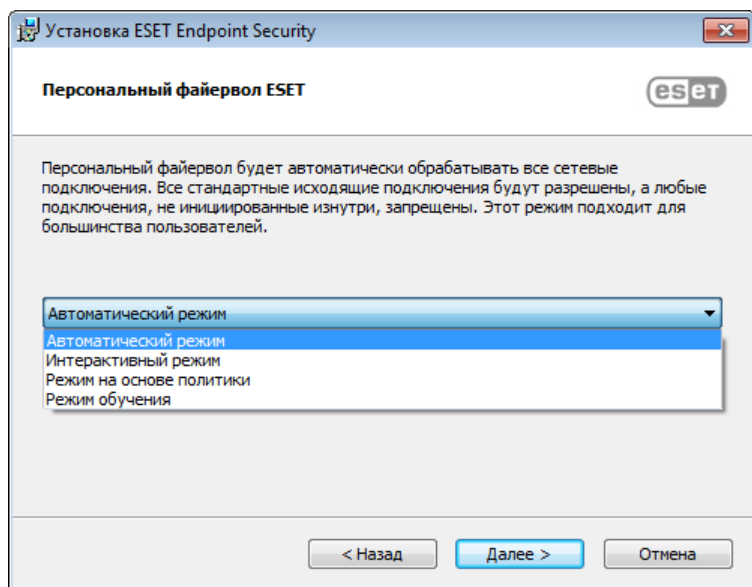 Установка ESET Endpoint Security
Персональный файервол ESET
eset
Персональный файервол будет автоматически обрабатывать все сетевые
подключения. Все стандартные исходящие подключения будут разрешены, а любые
подключения, не инициированные изнутри, запрещены. Этот режим подходит для
большинства пользователей.
Автоматический режим
Автоматический режим
Интерактивный режим
Режим на основе политики
Режим обучения
< Назад
Далее >
Отмена